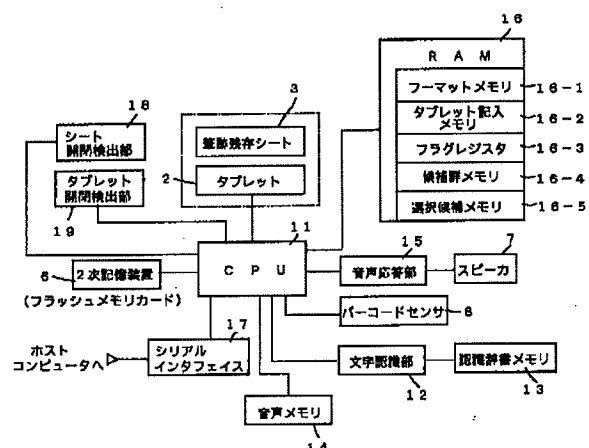 16
RAM
フーマットメモリ
16-1
タブレット記入
メモリ
16-2
フラグレジスタ
16-3
候補群メモリ
16-4
選択候補メモリ
16-5
3
筆跡残存シート
2
タブレット
18
シート
開閉検出部
タブレット
開閉検出部
19
11
CPU
15
音声応答部
7
スピーカ
6
2次記憶装置
(フラッシュメモリカード)
バーコードセンサ
8
17
ホスト
コンピュータへ
シリアル
インタフェイス
文字認識部
12
認識辞書メモリ
13
音声メモリ
14